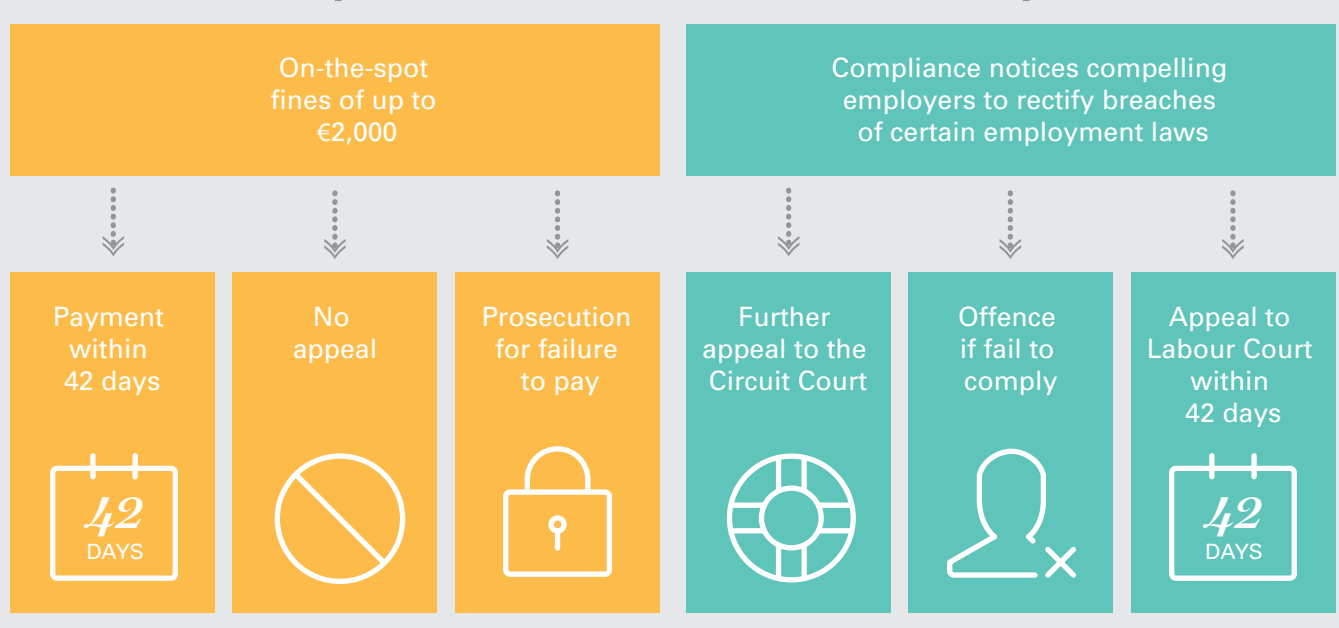 On-the-spot
fines of up to
€2,000
Compliance notices compelling
employers to rectify breaches
of certain employment laws
Payment
within
42 days
42
DAYS
No
appeal
Prosecution
for failure
to pay
Further
appeal to the
Circuit Court
Offence
if fail to
comply
Appeal to
Labour Court
within
42 days
42
DAYS